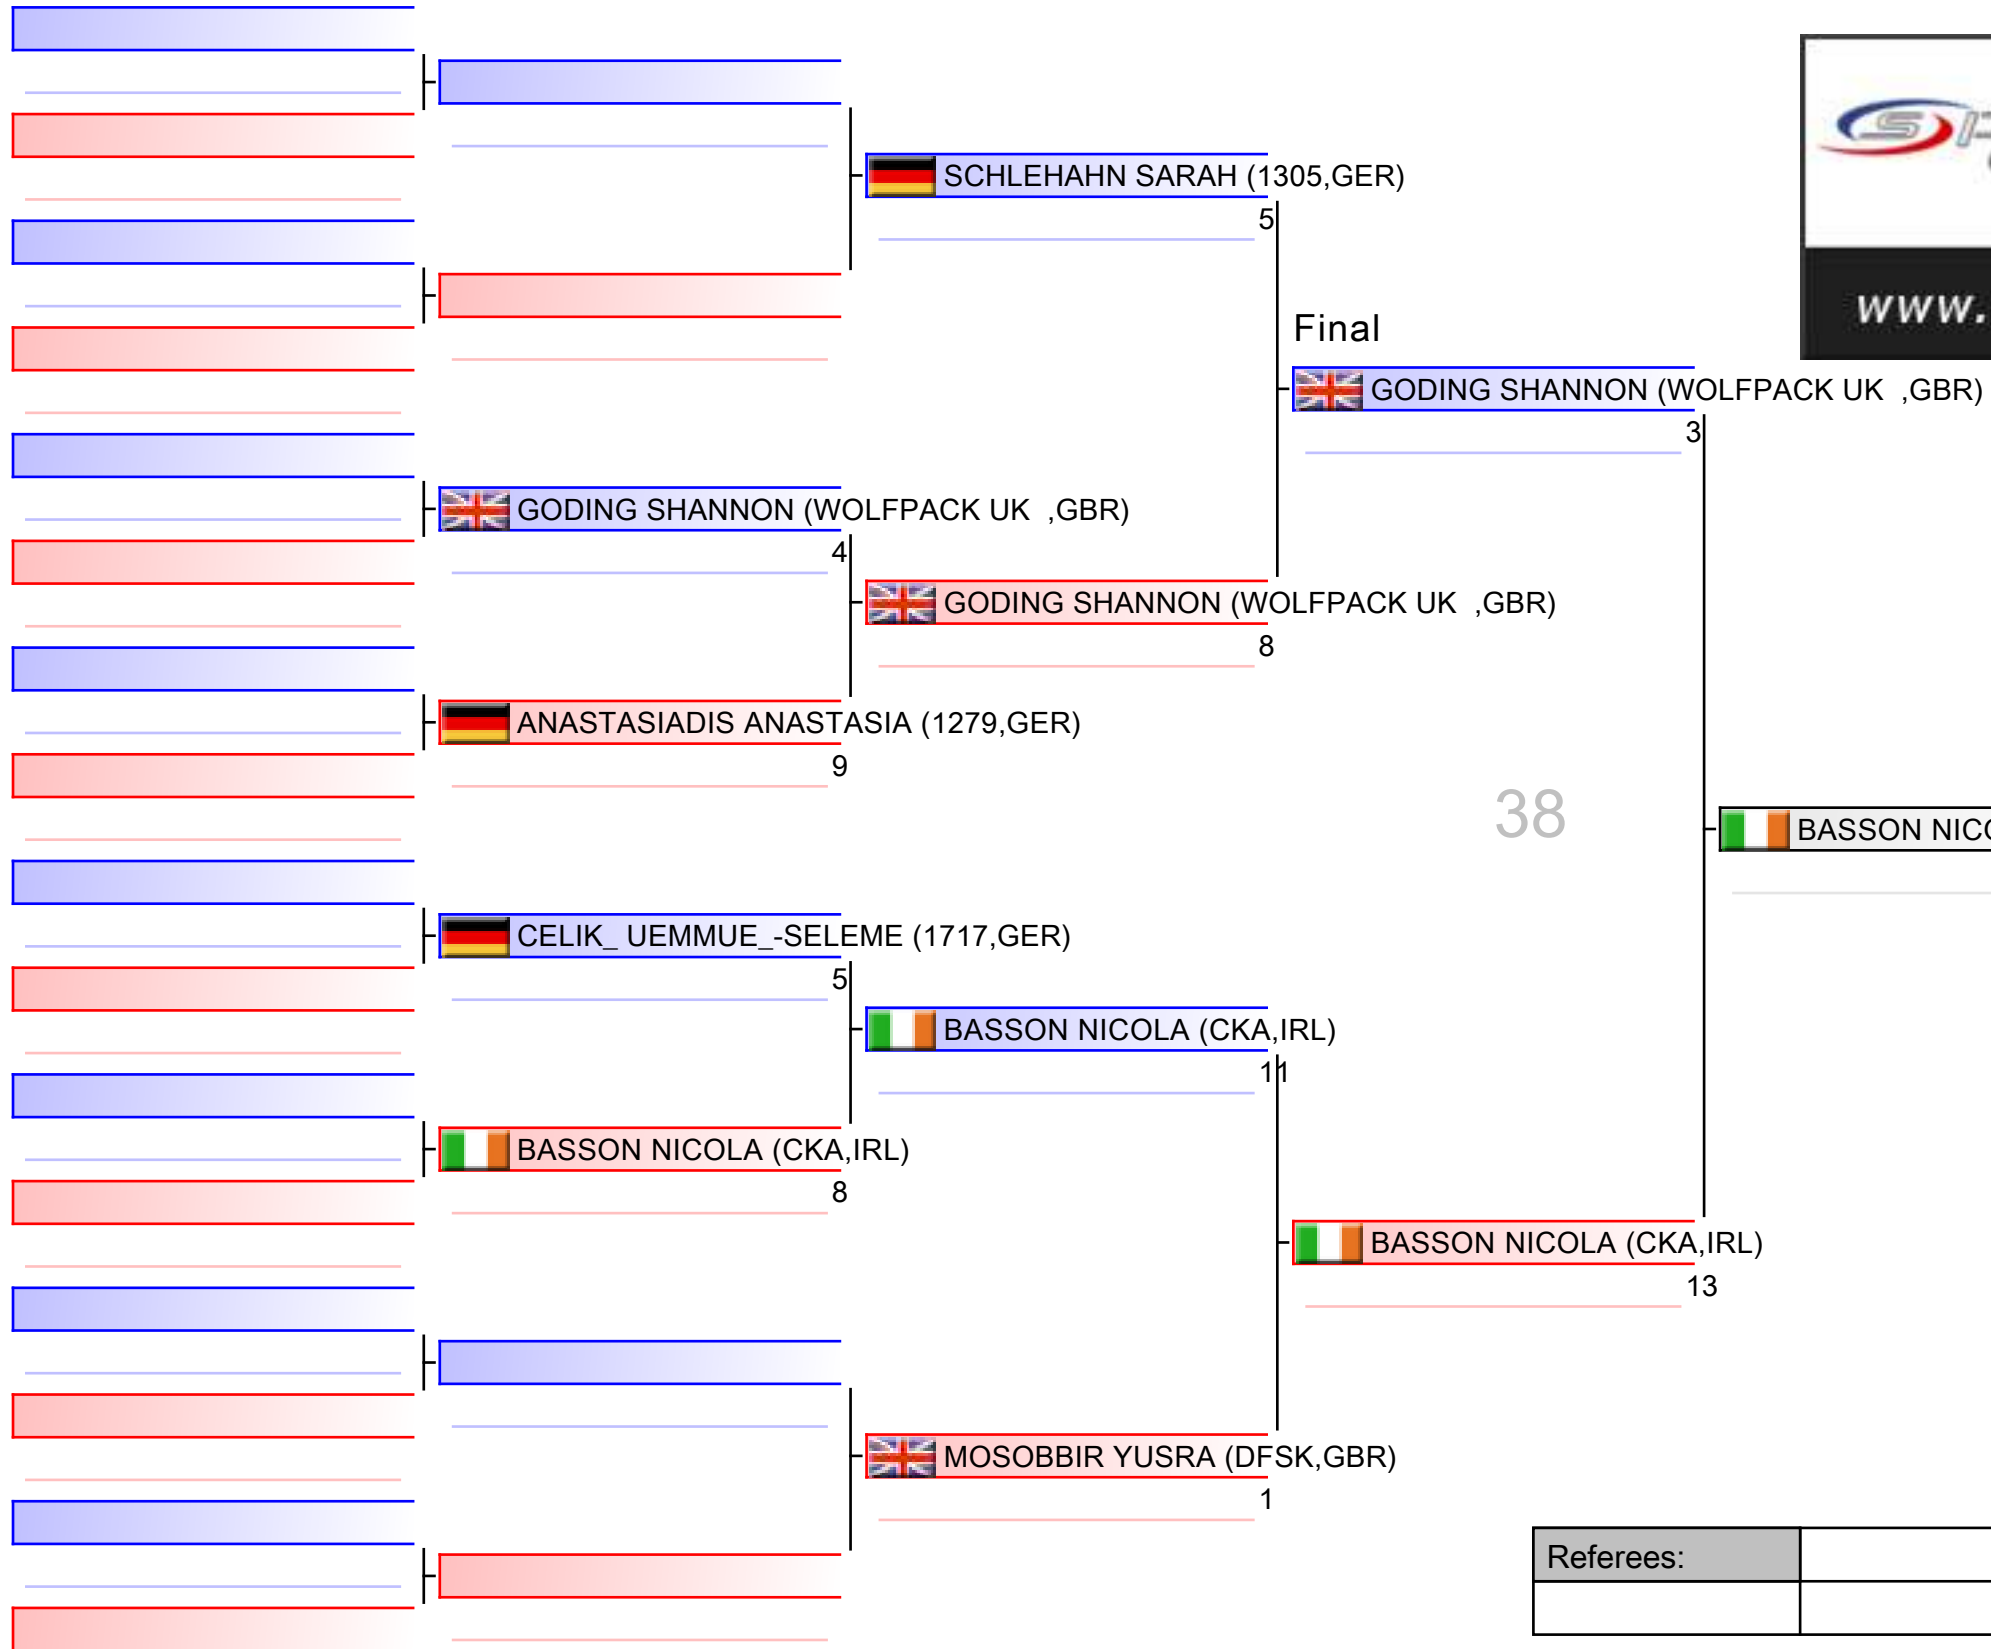 SCHLEHAHN SARAH (1305,GER)
5
Final
www.
GODING SHANNON (WOLFPACK UK ,GBR)
3
GODING SHANNON (WOLFPACK UK ,GBR)
4
GODING SHANNON (WOLFPACK UK ,GBR)
8
ANASTASIADIS ANASTASIA (1279,GER)
9
38
BASSON NICO
CELIK_ UEMMUE_-SELEME (1717,GER)
5
BASSON NICOLA (CKA,IRL)
11
BASSON NICOLA (CKA,IRL)
8
BASSON NICOLA (CKA,IRL)
13
MOSOBBIR YUSRA (DFSK,GBR)
1
Referees: